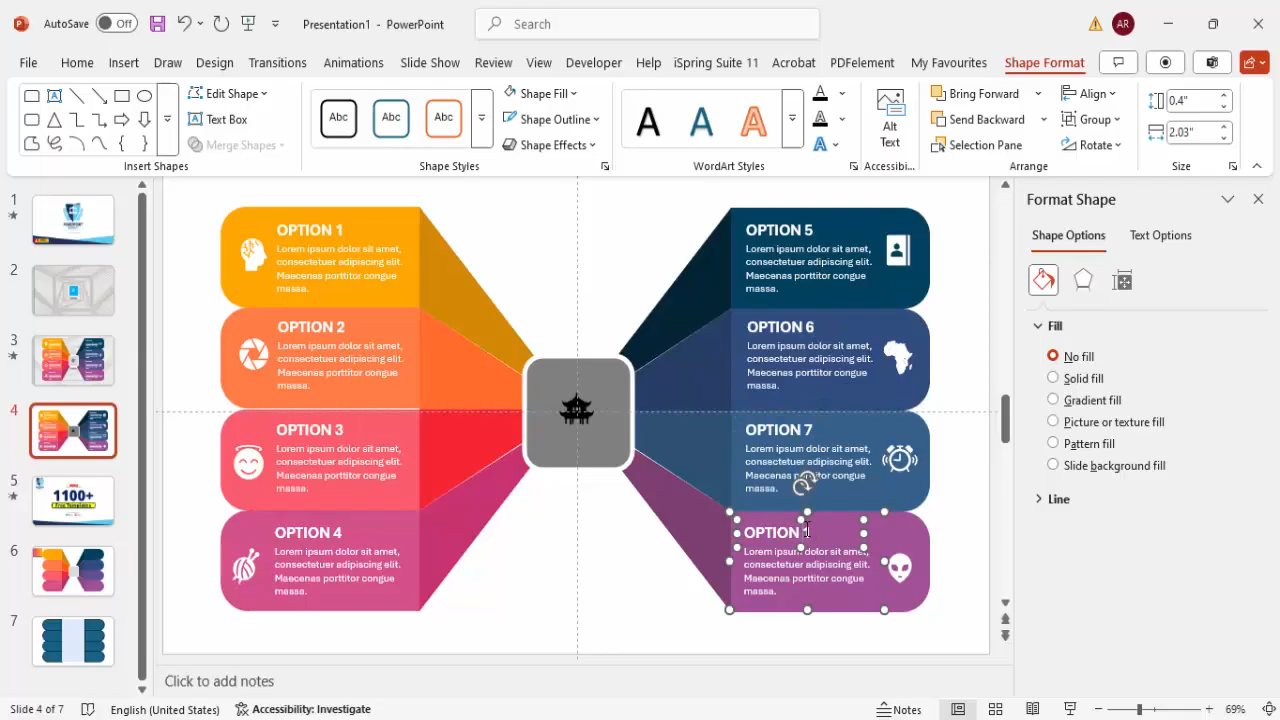 AutoSave Off
Presentation1 - PowerPoint
Search
AR
File Home Insert Draw Design Transitions Animations Slide Show Review View Developer Help iSpring Suite 11 Acrobat PDFelement My Favourites Shape Format
Edit Shape
Text Box
Merge Shapes
Insert Shapes
Abc Abc Abc
Shape Fill
Shape Outline
Shape Effects
Shape Styles
A A A
WordArt Styles
Alt
Text
Accessibi...
Bring Forward
Send Backward
Selection Pane
Align
Group
Rotate
Arrange
0.4"
2.03"
Size
1
2
3
4
5
1100+
6
7
OPTION 1
Lorem ipsum dolor sit amet,
consectetuer adipiscing elit.
Maecenas porttitor congue
massa.
OPTION 2
Lorem ipsum dolor sit amet,
consectetuer adipiscing elit.
Maecenas porttitor congue
massa.
OPTION 3
Lorem ipsum dolor sit amet,
consectetuer adipiscing elit.
Maecenas porttitor congue
massa.
OPTION 4
Lorem ipsum dolor sit amet,
consectetuer adipiscing elit.
Maecenas porttitor congue
massa.
OPTION 5
Lorem ipsum dolor sit amet,
consectetuer adipiscing elit.
Maecenas porttitor congue
massa.
OPTION 6
Lorem ipsum dolor sit amet,
consectetuer adipiscing elit.
Maecenas porttitor congue
massa.
OPTION 7
Lorem ipsum dolor sit amet,
consectetuer adipiscing elit.
Maecenas porttitor congue
massa.
OPTION
Lorem ipsum dolor sit amet,
consectetuer adipiscing elit.
Maecenas porttitor congue
massa.
Format Shape
Shape Options Text Options
Fill
No fill
Solid fill
Gradient fill
Picture or texture fill
Pattern fill
Slide background fill
Line
Click to add notes
Slide 4 of 7
English (United States)
Accessibility: Investigate
Notes
69%